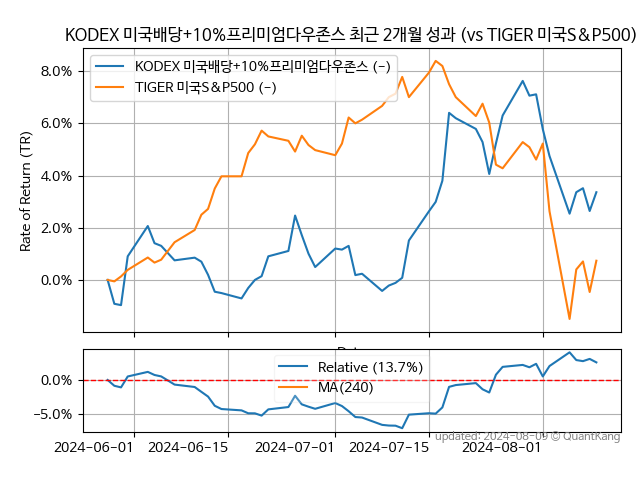 KODEX 미국배당+10%프리미엄다우존스 최근 2개월 성과 (vs TIGER 미국S&P500)
KODEX 미국배당+10%프리미엄다우존스 (-)
TIGER 미국S&P500 (-)
Rate of Return (TR)
8.0%
6.0%
4.0%
2.0%
0.0%
Relative (13.7%)
MA(240)
0.0%
−5.0%
2024-06-01
2024-06-15
2024-07-01
2024-07-15
2024-08-01
updated: 2024-08-09 © QuantKang